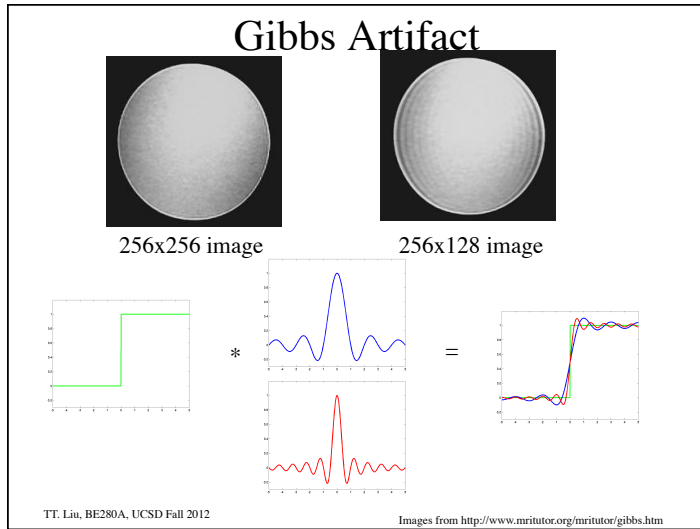 Gibbs Artifact
256x256 image
256x128 image
*
=
TT. Liu, BE280A, UCSD Fall 2012
Images from http://www.mritutor.org/mritutor/gibbs.htm